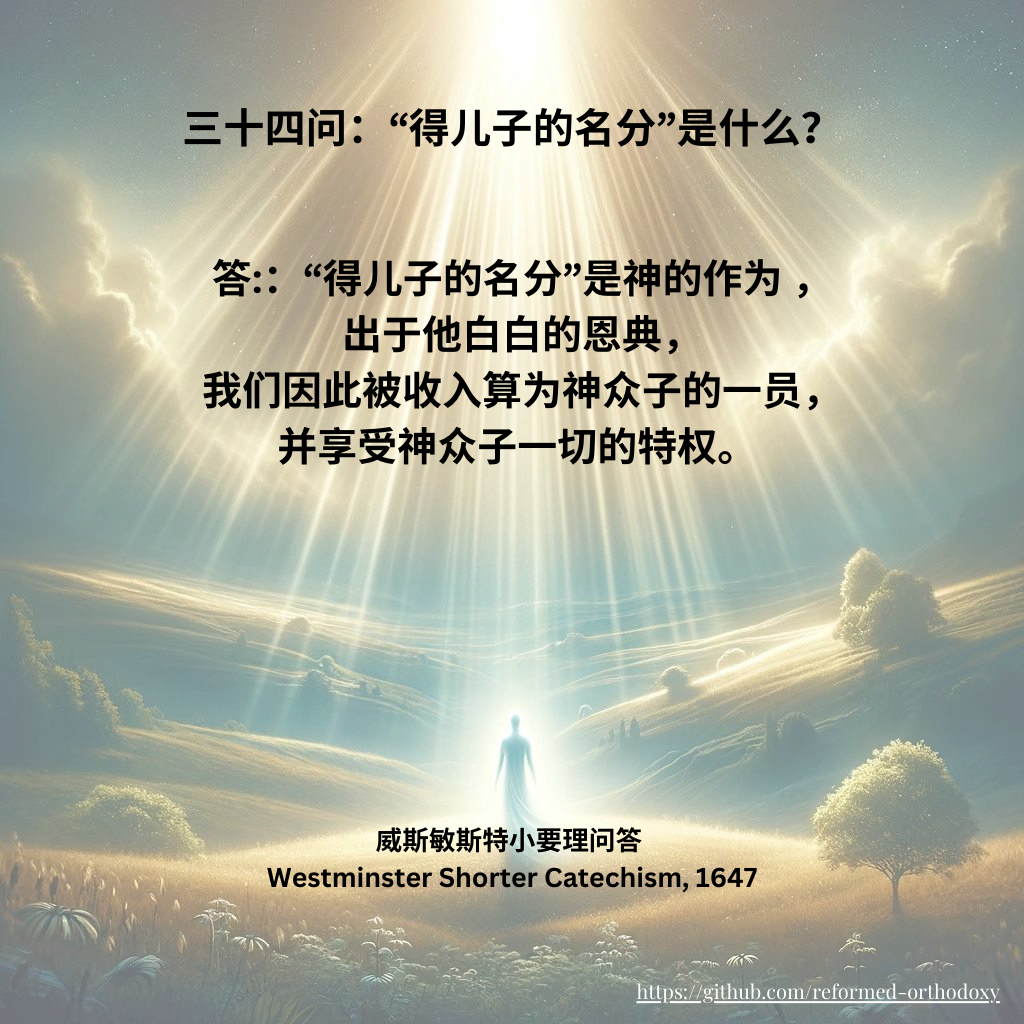 三十四问：“得儿子的名分”是什么？
答:：“得儿子的名分”是神的作为 ，
出于他白白的恩典，
我们因此被收入算为神众子的一员，
并享受神众子一切的特权。
威斯敏斯特小要理问答
Westminster Shorter Catechism, 1647
https://github.com/reformed-orthodoxy